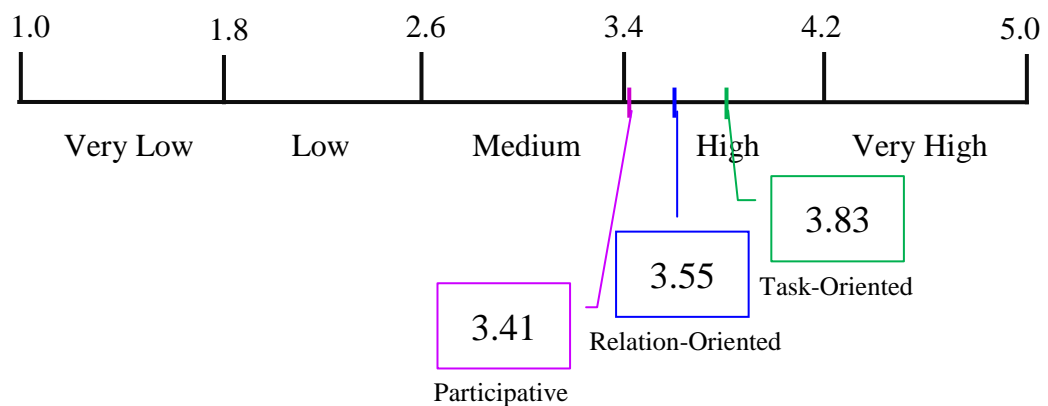 1.0 1.8 2.6 3.4 4.2 5.0
Very Low Low Medium High Very High
3.83
Task-Oriented
3.55
Relation-Oriented
3.41
Participative